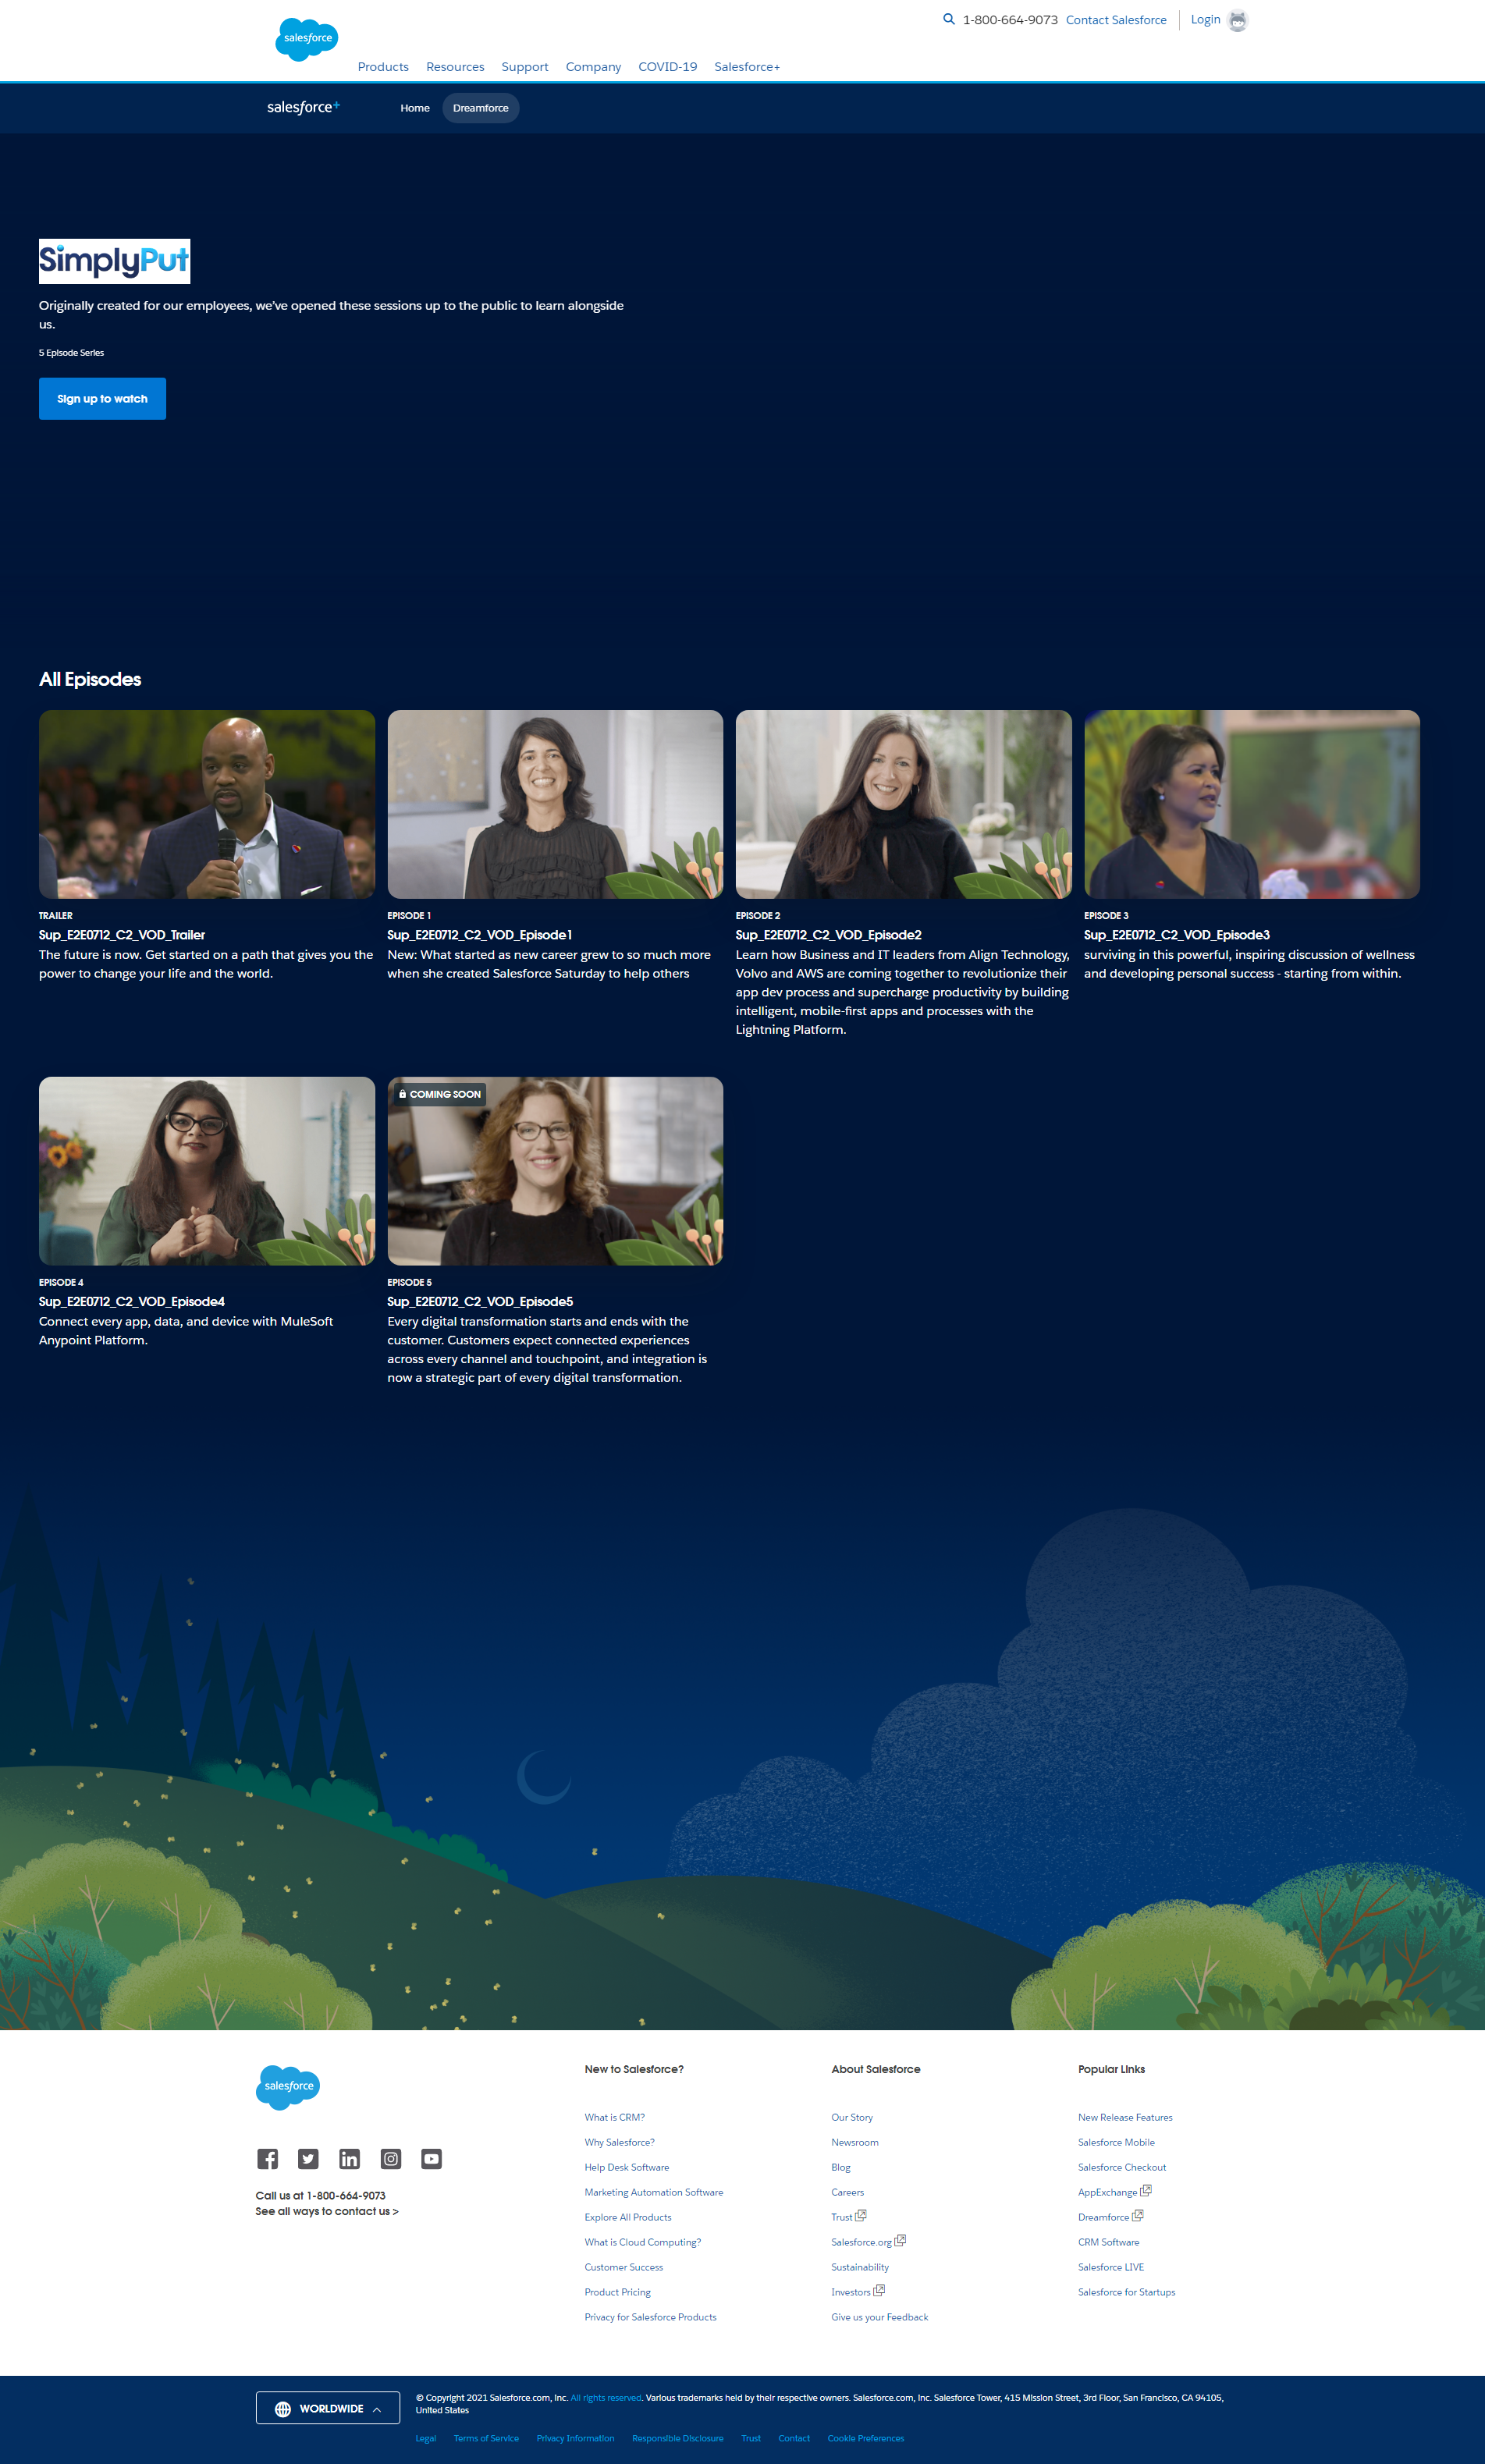 salesforce
1-800-664-9073 Contact Salesforce Login
Products Resources Support Company COVID-19 Salesforce+
salesforce+ Home Dreamforce
SimplyPut
Originally created for our employees, we've opened these sessions up to the public to learn alongside
us.
5 Episode Series
Sign up to watch
All Episodes
TRAILER
Sup_E2E0712_C2_VOD_Trailer
The future is now. Get started on a path that gives you the
power to change your life and the world.
EPISODE 1
Sup_E2E0712_C2_VOD_Episode1
New: What started as new career grew to so much more
when she created Salesforce Saturday to help others
EPISODE 2
Sup_E2E0712_C2_VOD_Episode2
Learn how Business and IT leaders from Align Technology,
Volvo and AWS are coming together to revolutionize their
app dev process and supercharge productivity by building
intelligent, mobile-first apps and processes with the
Lightning Platform.
EPISODE 3
Sup_E2E0712_C2_VOD_Episode3
surviving in this powerful, inspiring discussion of wellness
and developing personal success - starting from within.
EPISODE 4
Sup_E2E0712_C2_VOD_Episode4
Connect every app, data, and device with MuleSoft
Anypoint Platform.
COMING SOON
EPISODE 5
Sup_E2E0712_C2_VOD_Episode5
Every digital transformation starts and ends with the
customer. Customers expect connected experiences
across every channel and touchpoint, and integration is
now a strategic part of every digital transformation.
salesforce
Call us at 1-800-664-9073
See all ways to contact us >
New to Salesforce?
What is CRM?
Why Salesforce?
Help Desk Software
Marketing Automation Software
Explore All Products
What is Cloud Computing?
Customer Success
Product Pricing
Privacy for Salesforce Products
About Salesforce
Our Story
Newsroom
Blog
Careers
Trust
Salesforce.org
Sustainability
Investors
Give us your Feedback
Popular Links
New Release Features
Salesforce Mobile
Salesforce Checkout
AppExchange
Dreamforce
CRM Software
Salesforce LIVE
Salesforce for Startups
WORLDWIDE
© Copyright 2021 Salesforce.com, inc. All rights reserved. Various trademarks held by their respective owners. Salesforce.com, inc. Salesforce Tower, 415 Mission Street, 3rd Floor, San Francisco, CA 94105,
United States
Legal Terms of Service Privacy Information Responsible Disclosure Trust Contact Cookie Preferences